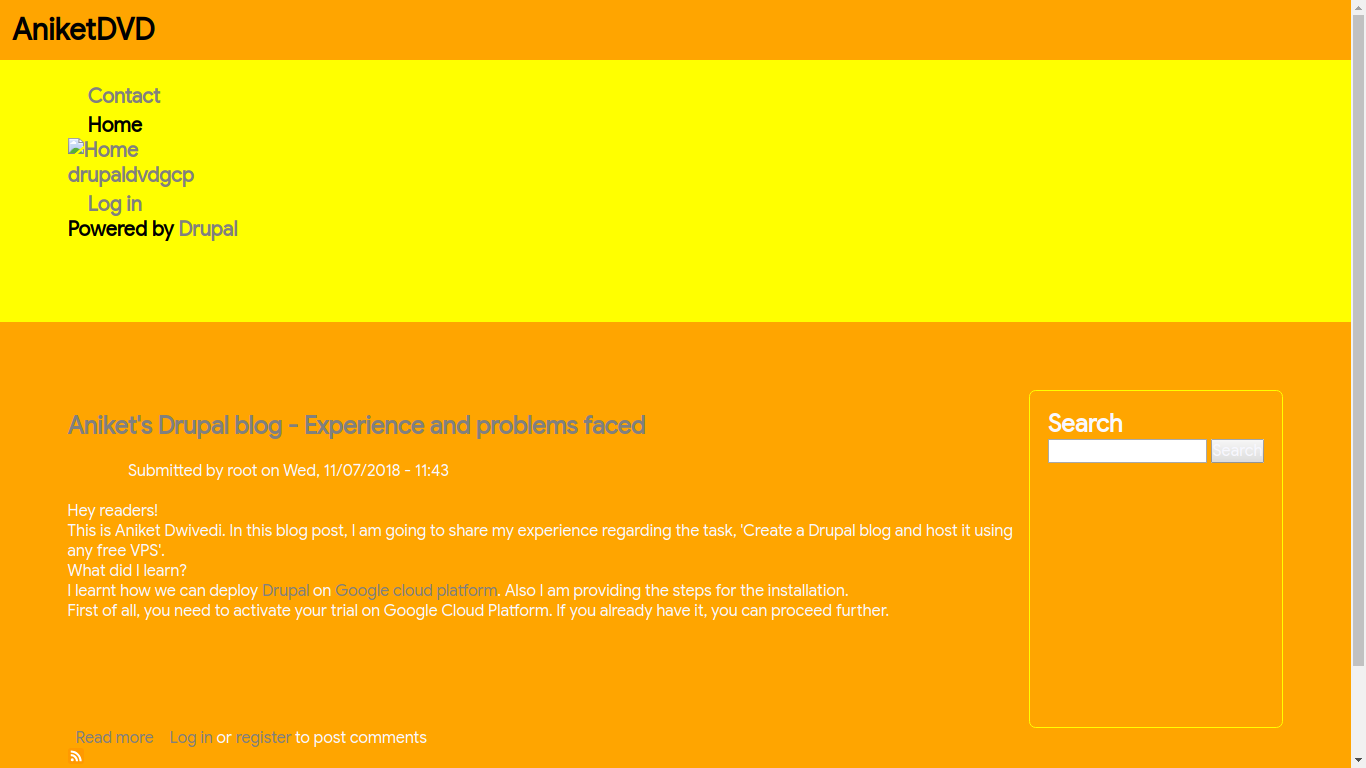 AniketDVD
Contact
Home
Home
drupaldvdgcp
Log in
Powered by Drupal
Aniket's Drupal blog - Experience and problems faced
Submitted by root on Wed, 11/07/2018 - 11:43
Hey readers!
This is Aniket Dwivedi. In this blog post, I am going to share my experience regarding the task, 'Create a Drupal blog and host it using
any free VPS'.
What did I learn?
I learnt how we can deploy Drupal on Google cloud platform. Also I am providing the steps for the installation.
First of all, you need to activate your trial on Google Cloud Platform. If you already have it, you can proceed further.
Read more Log in or register to post comments
Search
Search